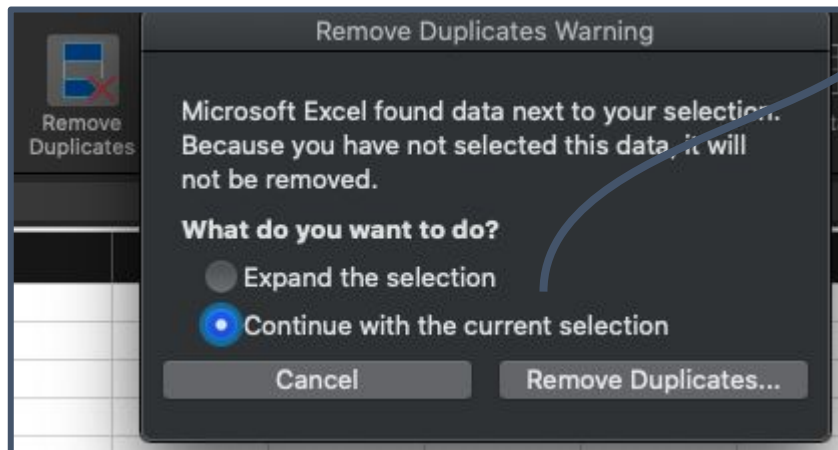 Remove Duplicates Warning
Remove
Duplicates
Microsoft Excel found data next to your selection.
Because you have not selected this data, it will
not be removed.
What do you want to do?
Expand the selection
Continue with the current selection
Cancel
Remove Duplicates...